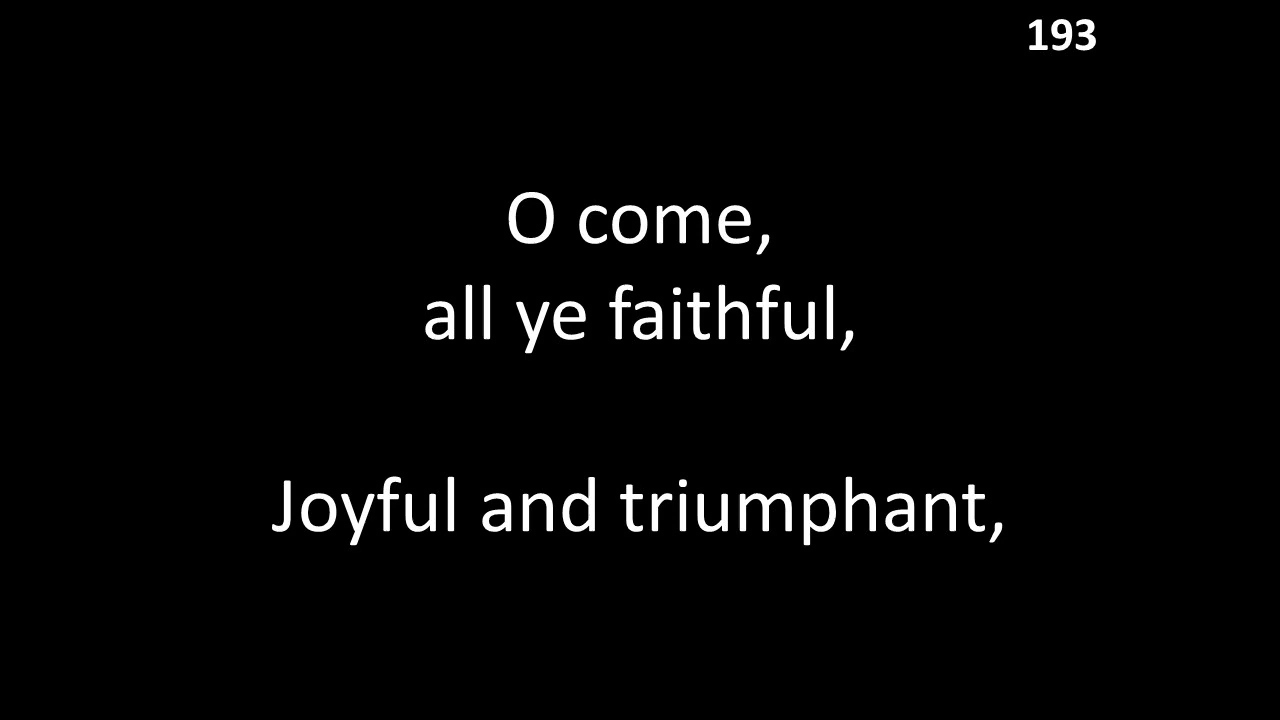 193
O come,
all ye faithful,
Joyful and triumphant,